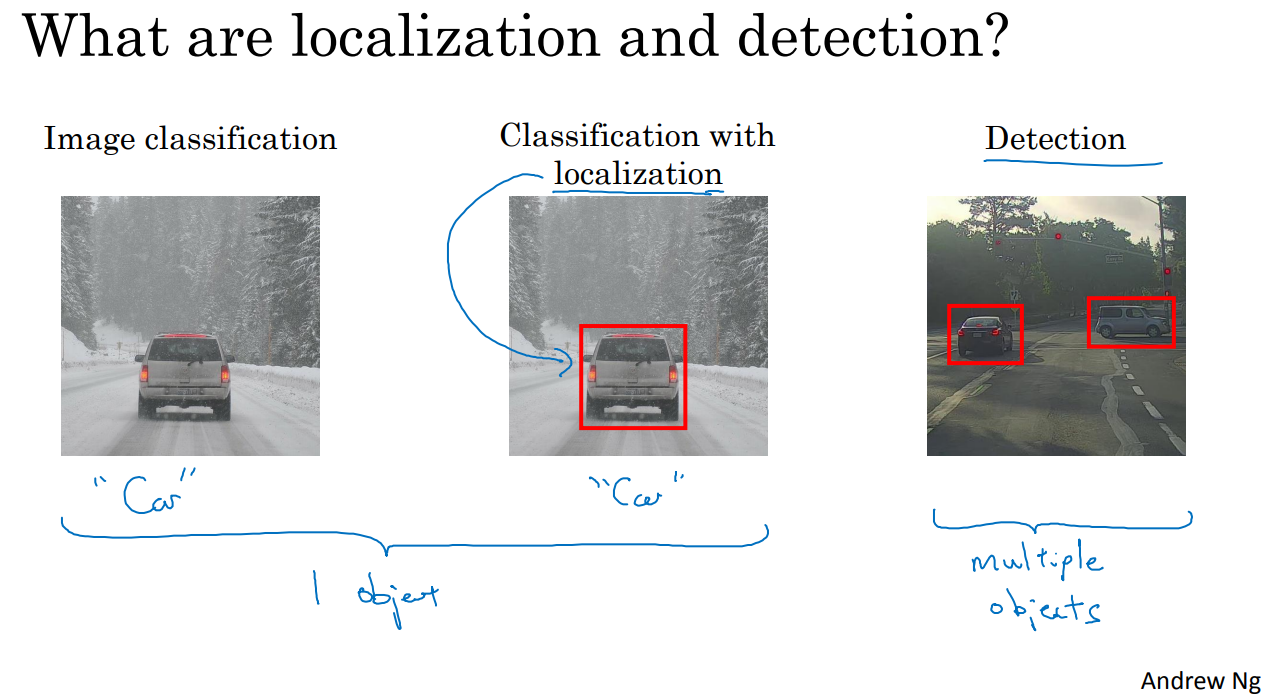 What are localization and detection?
Image classification
Classification with
localization
Detection
"Car"
"Car"
1 object
multiple
objects
Andrew Ng